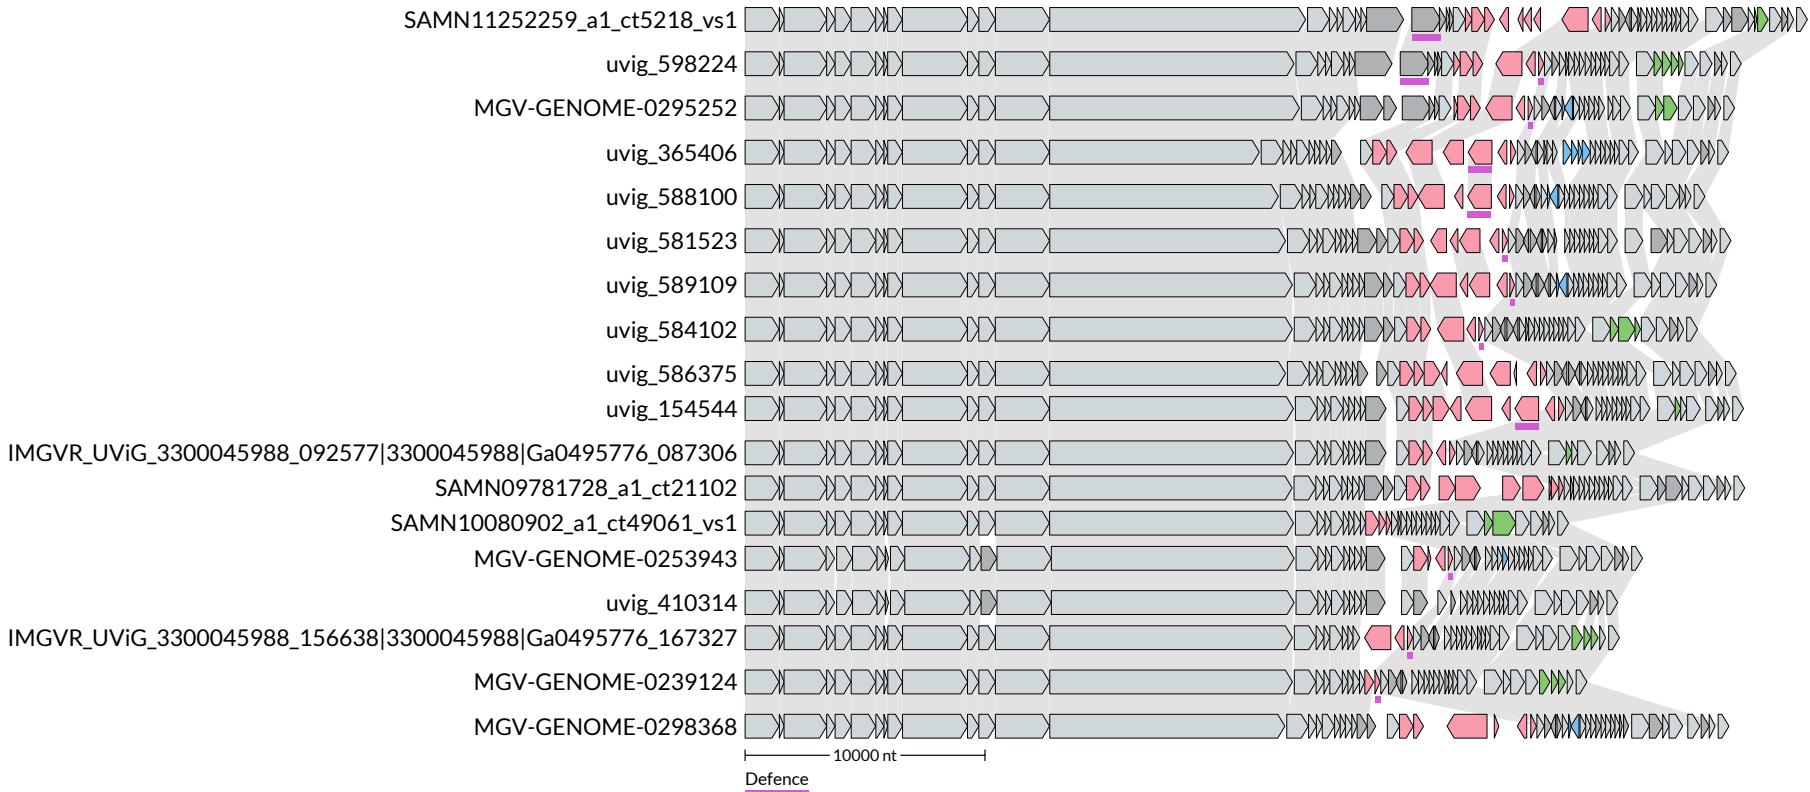 SAMN11252259_a1_ct5218_vs1
uvig_598224
MGV-GENOME-0295252
uvig_365406
uvig_588100
uvig_581523
uvig_589109
uvig_584102
uvig_586375
uvig_154544
IMGVR_UViG_3300045988_092577|3300045988|Ga0495776_087306
SAMN09781728_a1_ct21102
SAMN10080902_a1_ct49061_vs1
MGV-GENOME-0253943
uvig_410314
IMGVR_UViG_3300045988_156638|3300045988|Ga0495776_167327
MGV-GENOME-0239124
MGV-GENOME-0298368
10000 nt
Defence